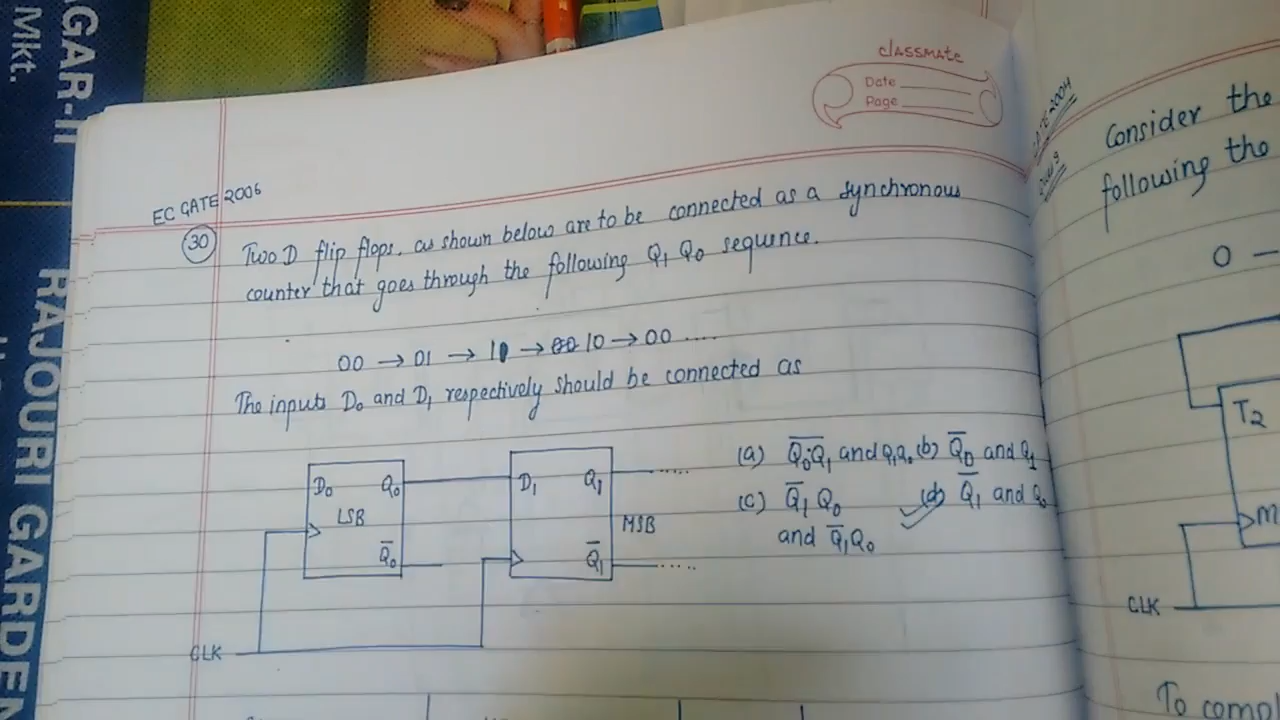 GAR-II
Mkt.
RAJOURI GARDEN
classmate
Date
Page
EC GATE 2006
30 Two D flip flops, as shown below are to be connected as a synchronous
counter that goes through the following Q1 Q0 sequence.
00 → 01 → 11 → 10 → 00 ....
The inputs D0 and D1 respectively should be connected as
D0 Q0
LSB
Q̅0
D1 Q1
MSB
Q̅1
CLK
(a) Q̅0Q̅1 and Q1Q0 (b) Q̅0 and Q1
(c) Q̅1 Q0 (d) Q̅1 and Q0
and Q̅1Q0
GATE 2004
Consider the
following the
0 —
T2
CLK
To compl